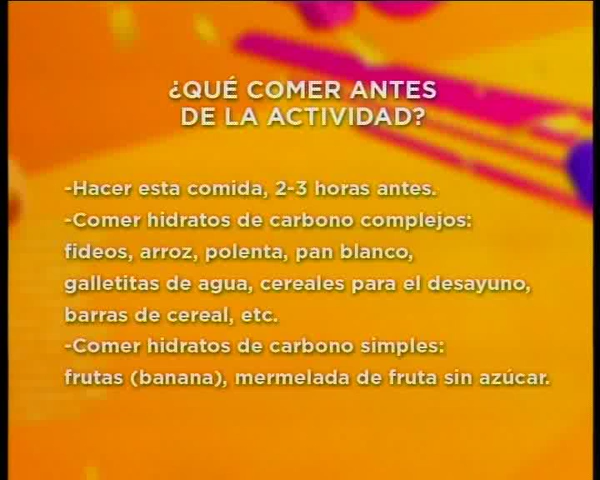 ¿QUÉ COMER ANTES
DE LA ACTIVIDAD?
-Hacer esta comida, 2-3 horas antes.
-Comer hidratos de carbono complejos:
fideos, arroz, polenta, pan blanco,
galletitas de agua, cereales para el desayuno,
barras de cereal, etc.
-Comer hidratos de carbono simples:
frutas (banana), mermelada de fruta sin azúcar.